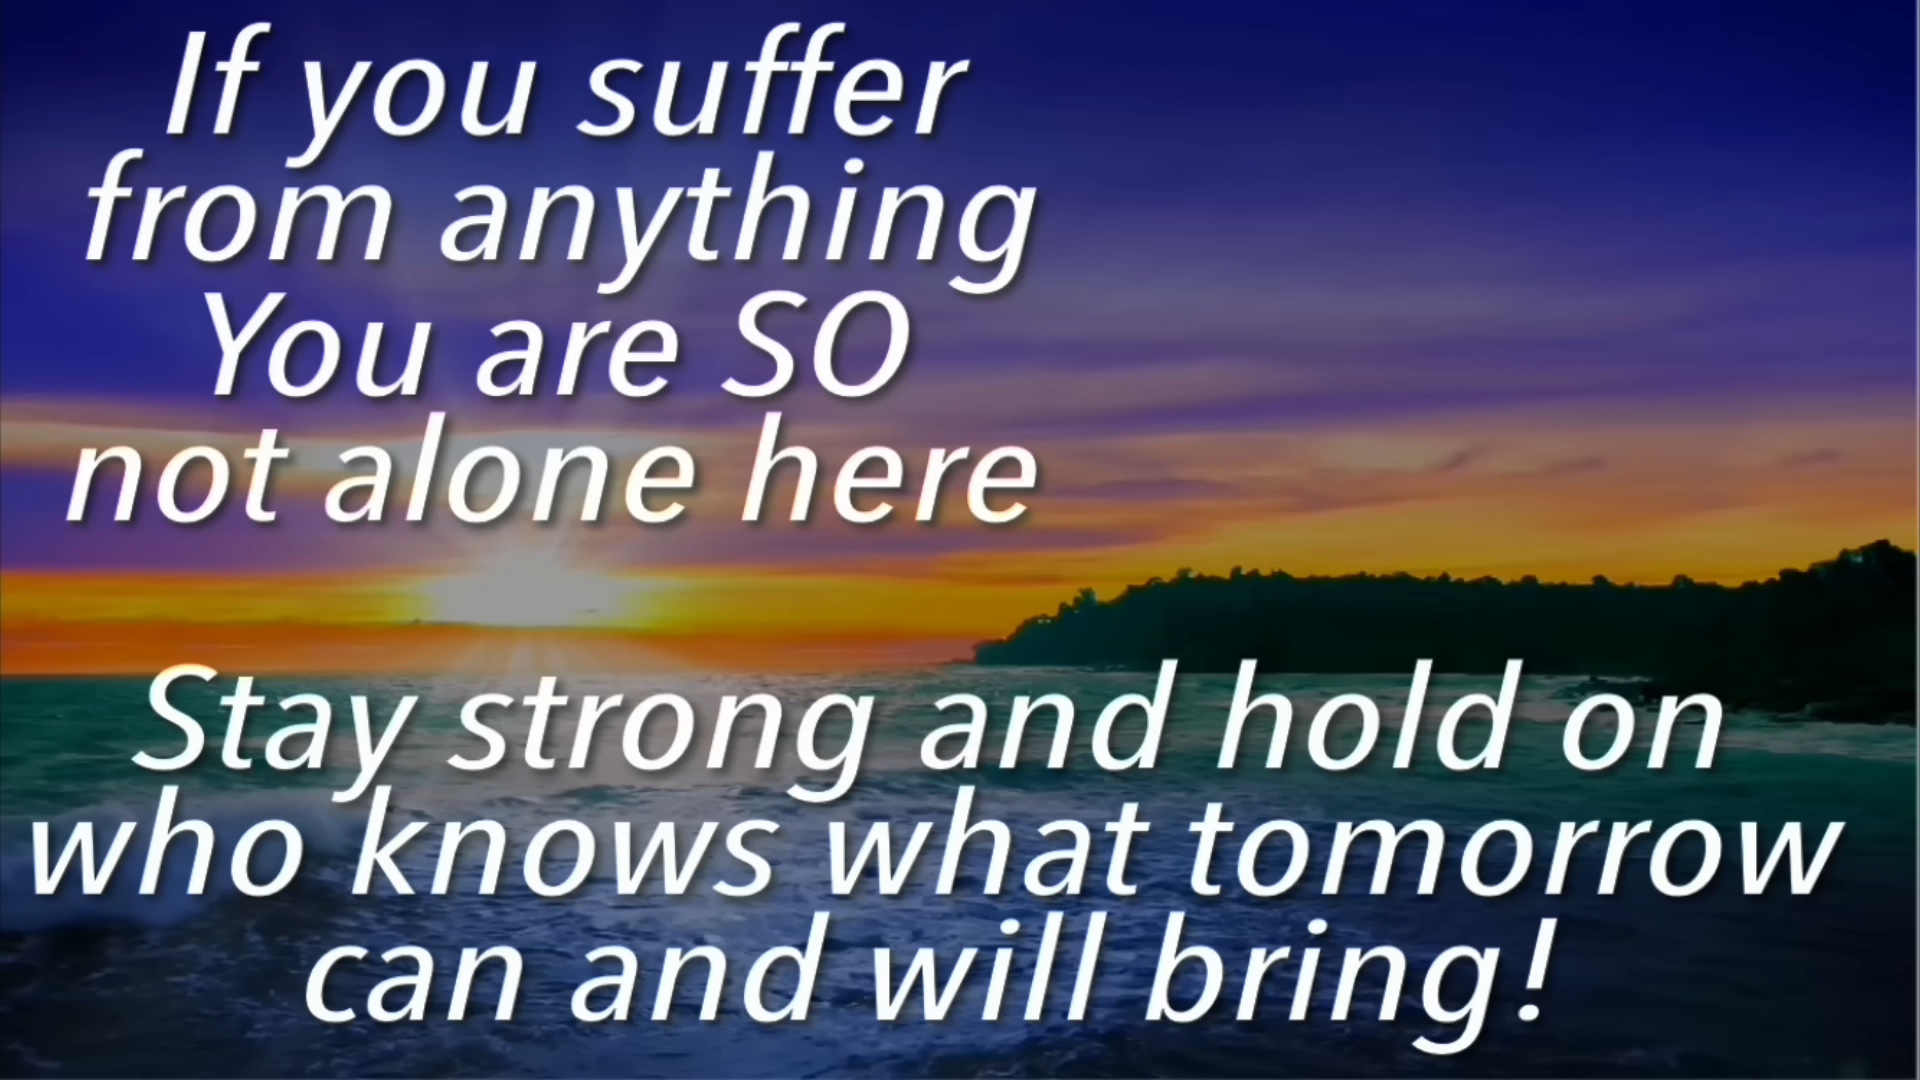 If you suffer
from anything
You are SO
not alone here
Stay strong and hold on
who knows what tomorrow
can and will bring!